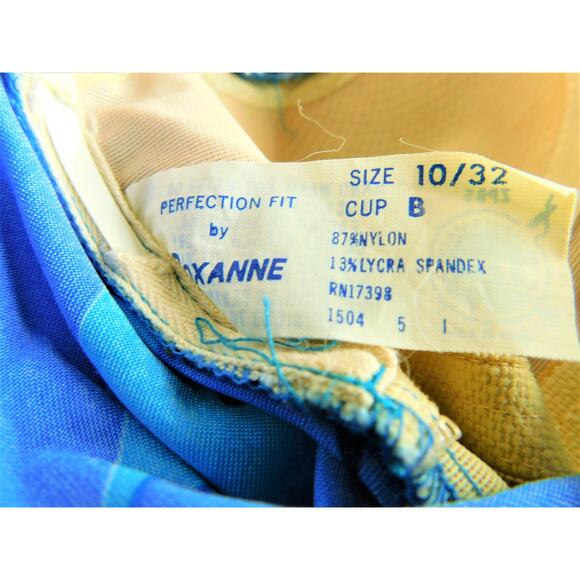 PERFECTION FIT
by
ROXANNE
SIZE 10/32
CUP B
87%NYLON
13%LYCRA SPANDEX
RN17398
1504 5 1